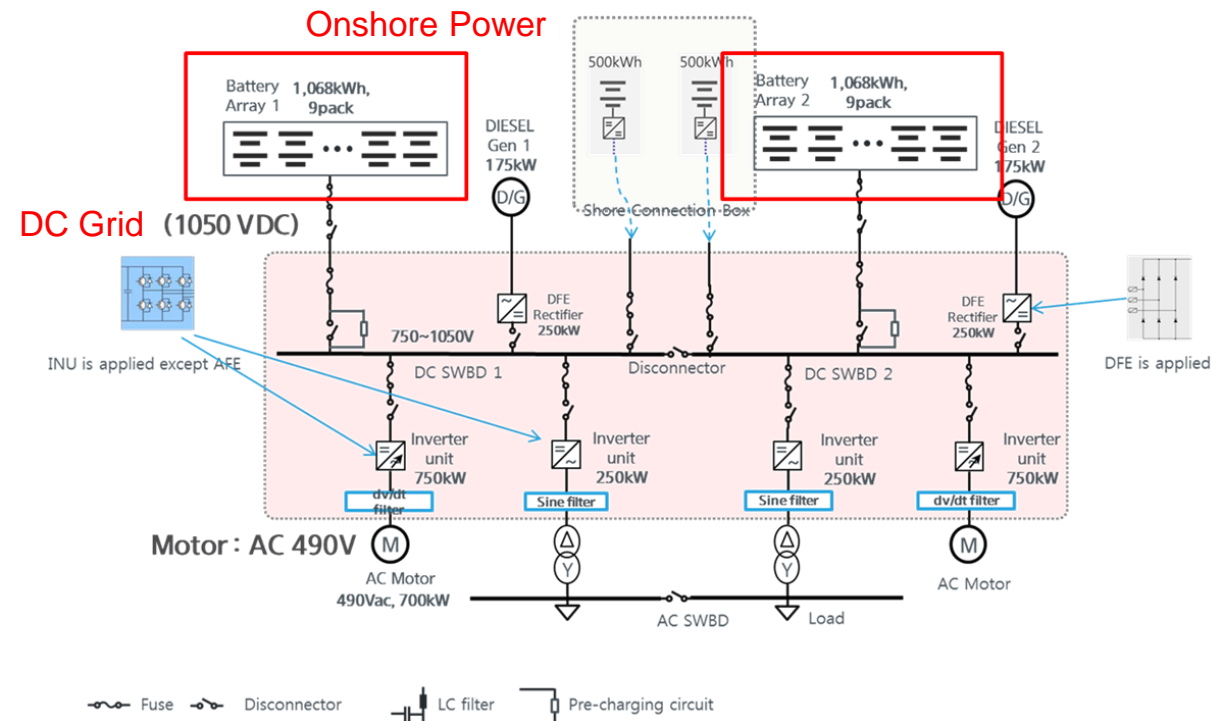 Onshore Power
500kWh
500kWh
Battery
Array 1
1,068kWh,
9pack
Battery
Array 2
1,068kWh,
9pack
DIESEL
Gen 1
175kW
D/G
DIESEL
Gen 2
175kW
D/G
Shore Connection Box
DC Grid (1050 VDC)
DFE
Rectifier
250kW
DFE
Rectifier
250kW
750~1050V
INU is applied except AFE
DC SWBD 1
Disconnector
DC SWBD 2
DFE is applied
Inverter
unit
750kW
Inverter
unit
250kW
Inverter
unit
250kW
Inverter
unit
750kW
dv/dt
filter
Sine filter
Sine filter
dv/dt filter
Motor : AC 490V
M
Δ
Y
Δ
Y
M
AC Motor
490Vac, 700kW
AC Motor
AC SWBD
Load
Fuse
Disconnector
LC filter
Pre-charging circuit